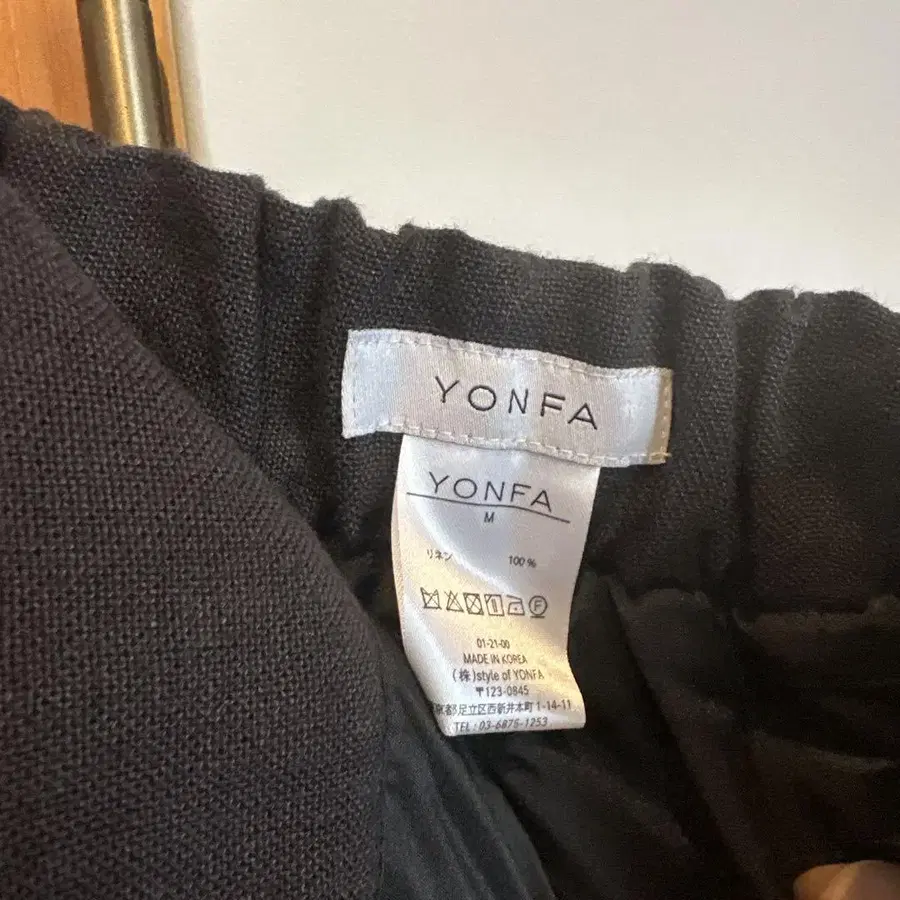 YONFA
YONFA
M
リネン 100%
01-21-00
MADE IN KOREA
(株)style of YONFA
〒123-0845
京都足立区西新井本町1-14-11
TEL:03-6875-1253